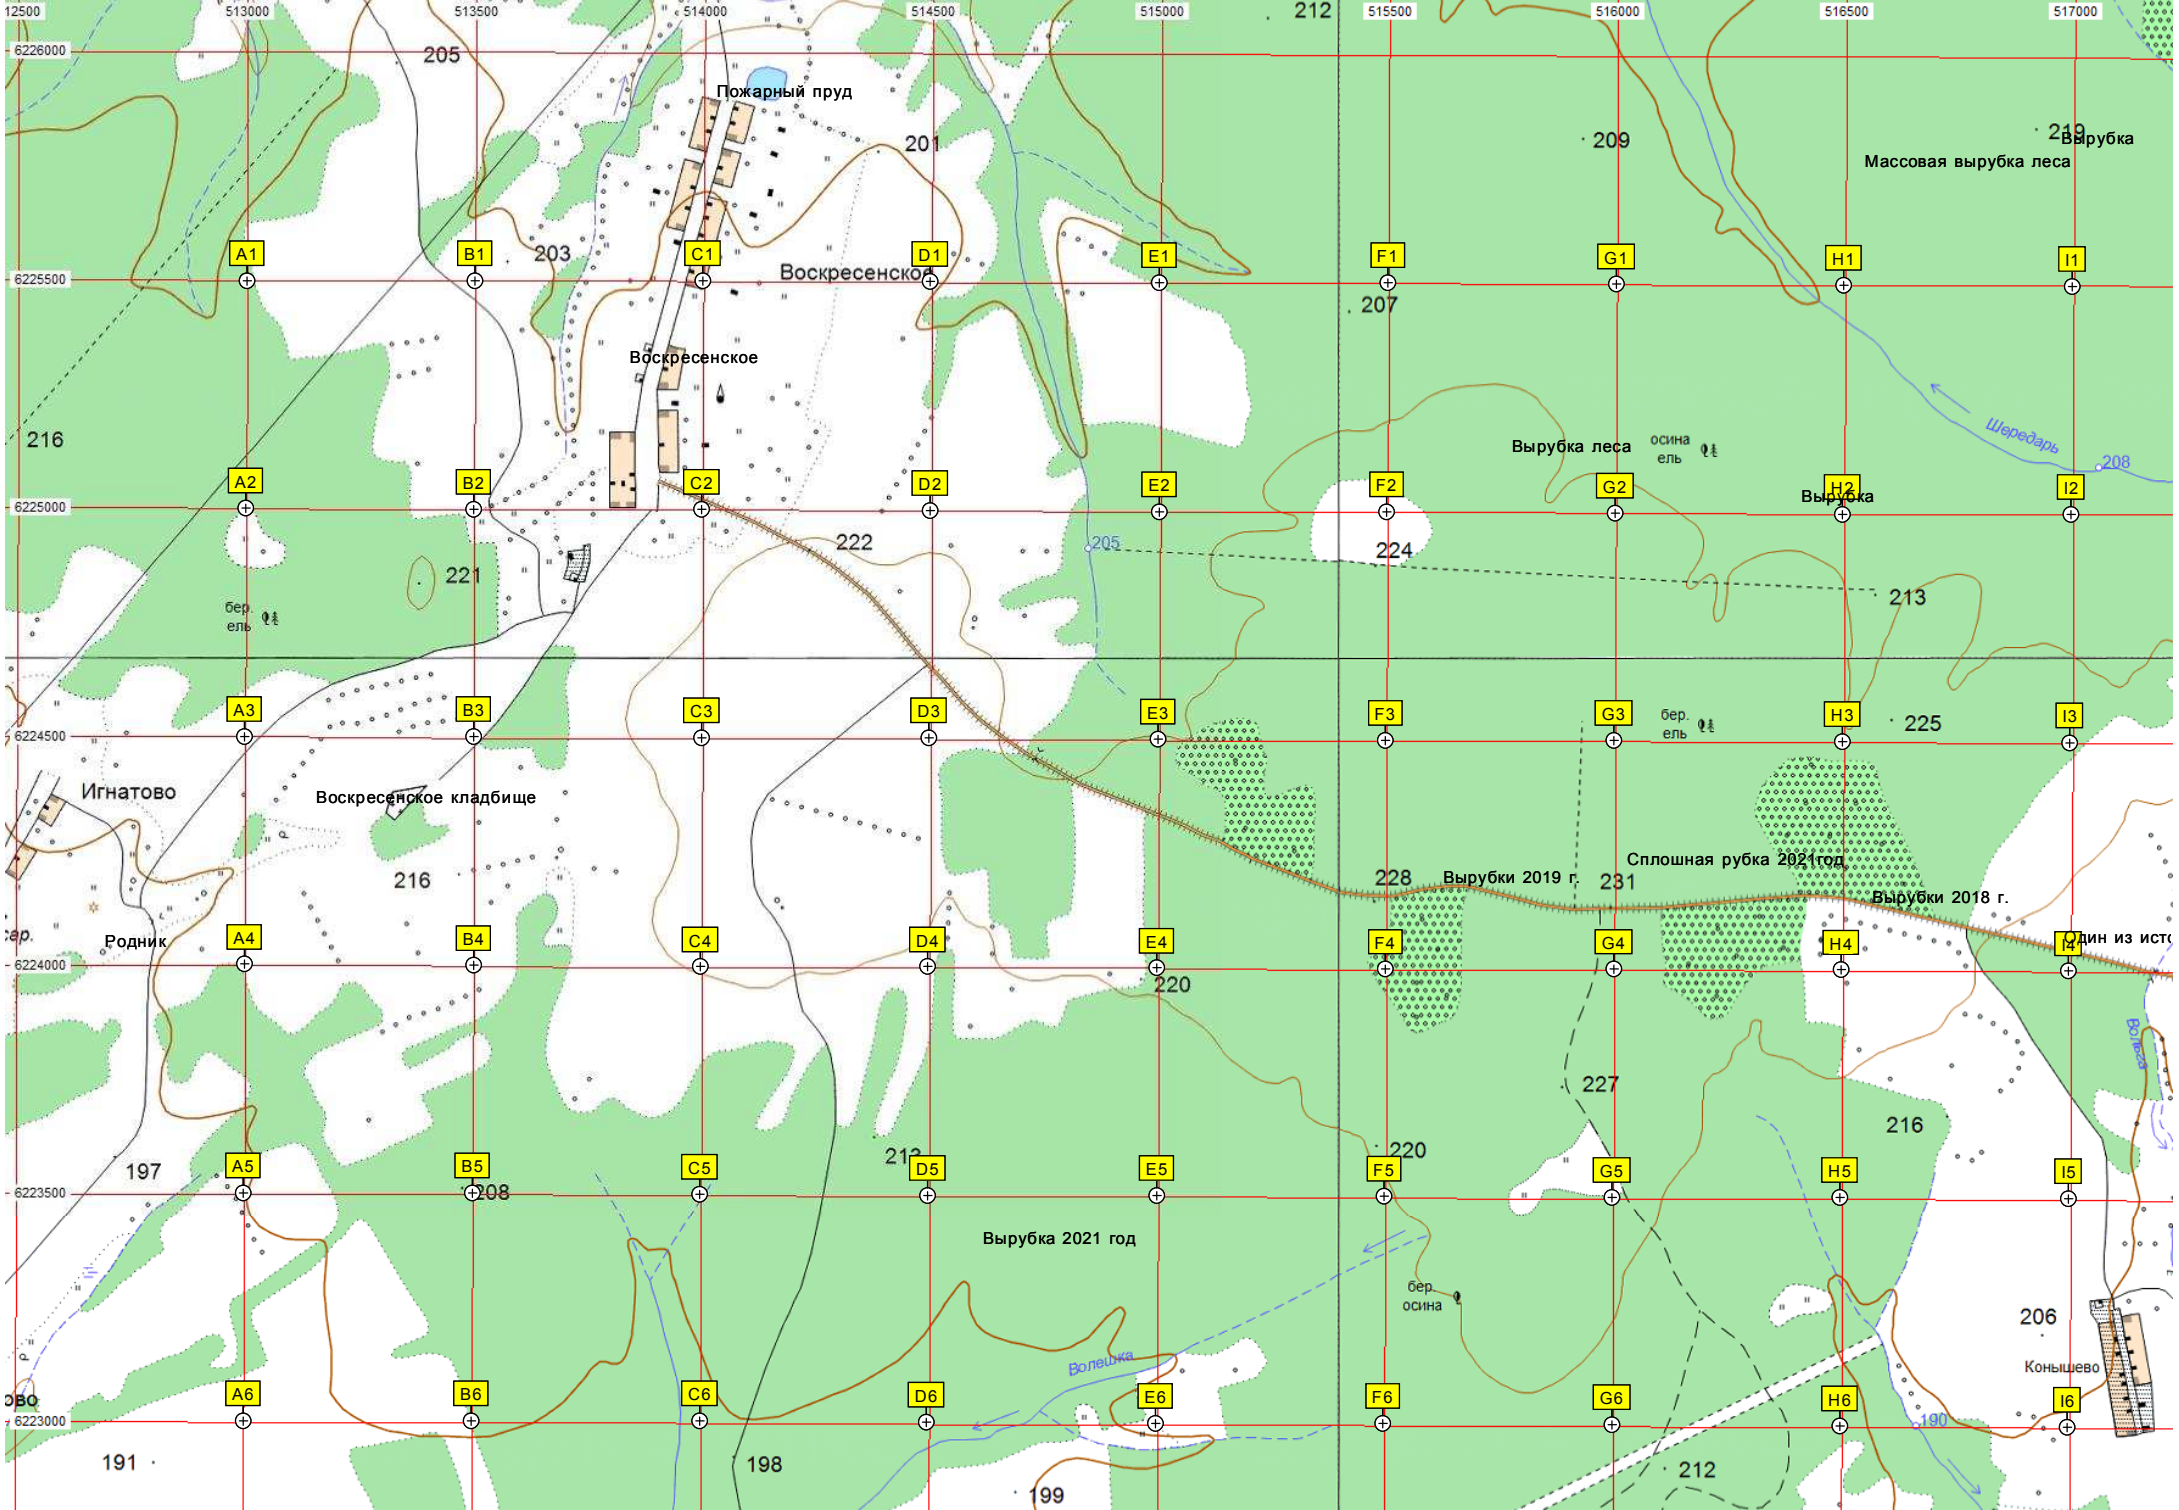 12500 513000 513500 514000 514500 515000 515500 516000 516500 517000
212
6226000
205
Пожарный пруд
201
209
219
Вырубка
Массовая вырубка леса
203
A1 B1 C1 D1 E1 F1 G1 H1 I1
Воскресенское
6225500
207
Воскресенское
216
Вырубка леса
осина
ель
Шередарь
208
A2 B2 C2 D2 E2 F2 G2 H2 I2
Вырубка
6225000
222
205
224
221
213
бер.
ель
A3 B3 C3 D3 E3 F3 G3 H3 I3
бер.
ель
225
6224500
Игнатово
Воскресенское кладбище
216
228
Вырубки 2019 г.
Сплошная рубка 2021год
231
Вырубки 2018 г.
Родник
A4 B4 C4 D4 E4 F4 G4 H4 I4
Один из
6224000
220
Вольга
227
216
220
213
197
A5 B5 C5 D5 E5 F5 G5 H5 I5
6223500
208
Вырубка 2021 год
бер.
осина
206
Волешка
Конышево
ово
A6 B6 C6 D6 E6 F6 G6 H6 I6
6223000
190
191
198
199
212